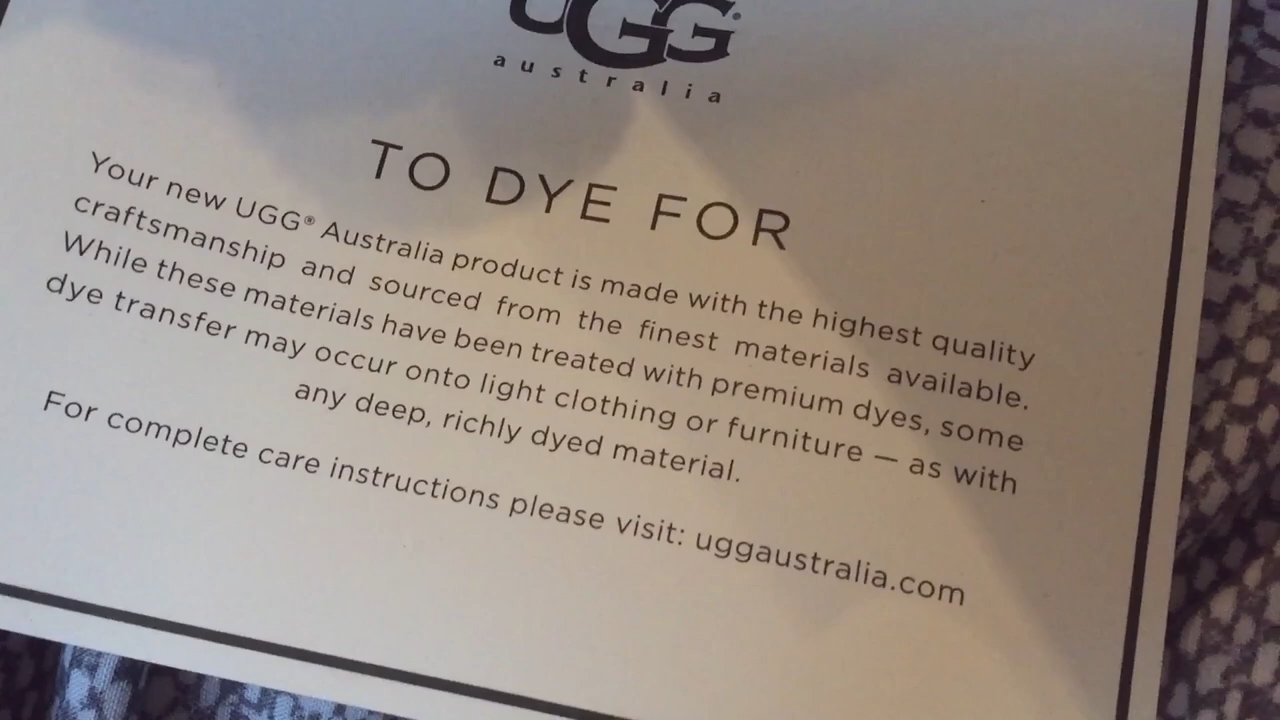 UGG®
australia
TO DYE FOR
Your new UGG® Australia product is made with the highest quality
craftsmanship and sourced from the finest materials available.
While these materials have been treated with premium dyes, some
dye transfer may occur onto light clothing or furniture — as with
any deep, richly dyed material.
For complete care instructions please visit: uggaustralia.com